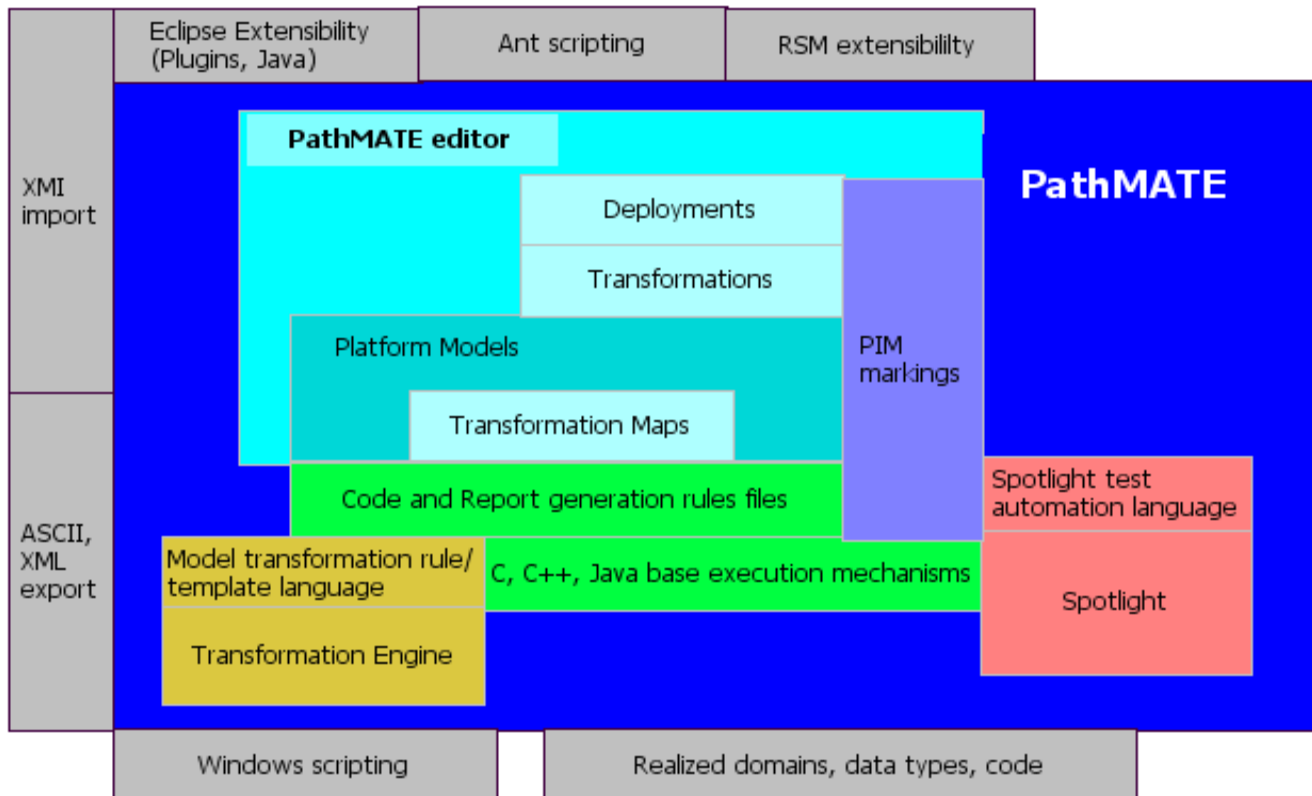 Eclipse Extensibility
(Plugins, Java)
Ant scripting
RSM extensibililty
XMI
import
PathMATE editor
PathMATE
Deployments
Transformations
Platform Models
PIM
markings
Transformation Maps
Code and Report generation rules files
Spotlight test
automation language
ASCII,
XML
export
Model transformation rule/
template language
C, C++, Java base execution mechanisms
Spotlight
Transformation Engine
Windows scripting
Realized domains, data types, code